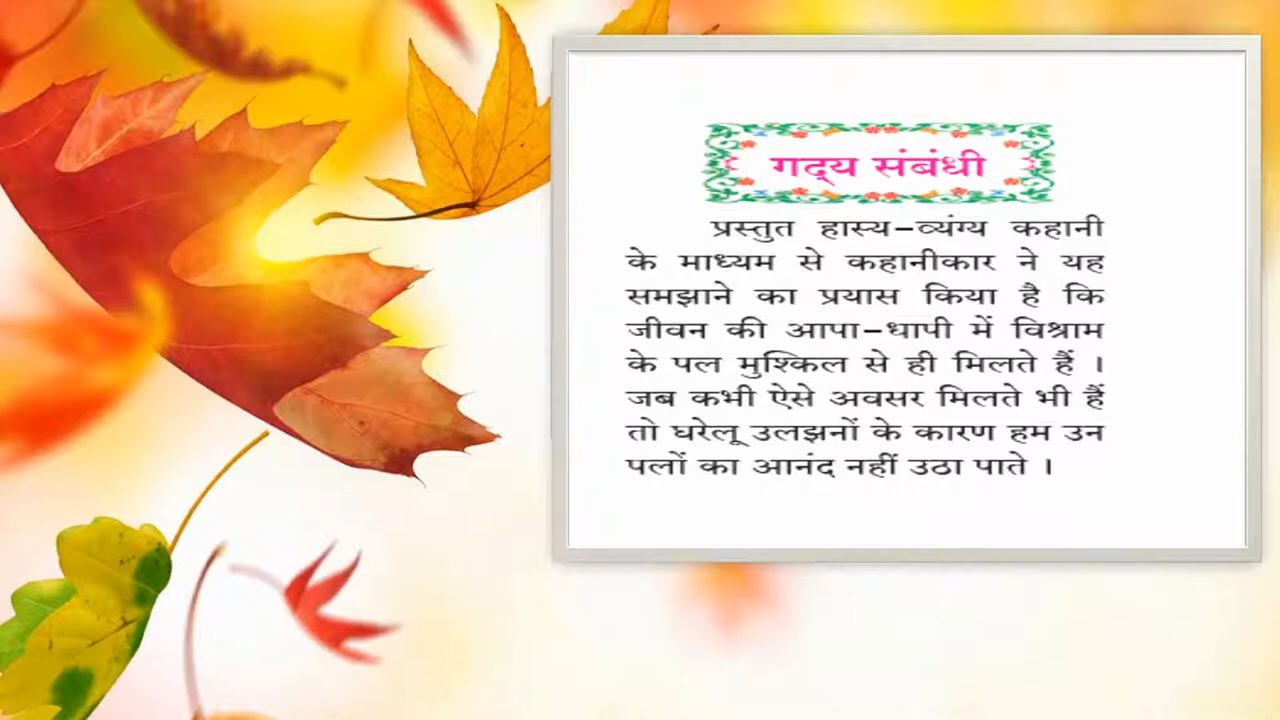 गद्‌य संबंधी
प्रस्तुत हास्य-व्यंग्य कहानी
के माध्यम से कहानीकार ने यह
समझाने का प्रयास किया है कि
जीवन की आपा-धापी में विश्राम
के पल मुश्किल से ही मिलते हैं ।
जब कभी ऐसे अवसर मिलते भी हैं
तो घरेलू उलझनों के कारण हम उन
पलों का आनंद नहीं उठा पाते ।